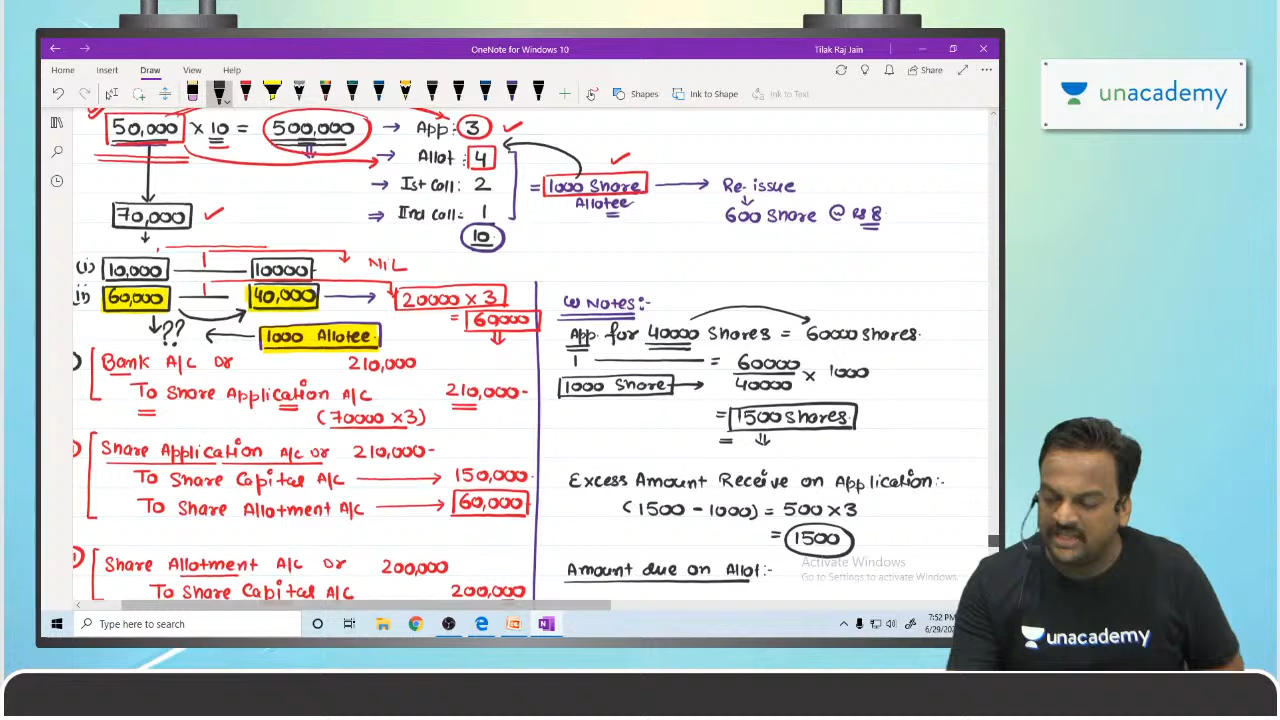 OneNote for Windows 10
Tilak Raj Jain
Home Insert Draw View Help
Share
Shapes
Ink to Shape
Ink to Text
unacademy
50,000 x 10 = 500,000 → App: 3 ✓
→ Allot: 4
→ Ist Call: 2
⇒ IInd Call: 1
10
= 1000 Share → Re-issue
Allotee
600 Share @ Rs 8
70,000 ✓
(i) 10,000 — 10000 NIL
60,000 — 40,000 → 20000 x 3
= 60000
??
1000 Allotee
Bank A/C Dr 210,000
To Share Application A/C 210,000-
(70000 x3)
Share Application A/C Dr 210,000-
To Share Capital A/C → 150,000-
To Share Allotment A/C → 60,000-
Share Allotment A/C Dr 200,000
To Share Capital A/C 200,000
W Notes:-
App. for 40000 Shares = 60000 shares.
1 — = 60000
40000 x 1000
1000 Share →
= 1500 shares
=
Excess Amount Receive on Application:-
(1500 - 1000) = 500 x 3
= 1500
Amount due on Allot:-
Activate Windows
Go to Settings to activate Windows.
Type here to search
7:52 PM
unacademy